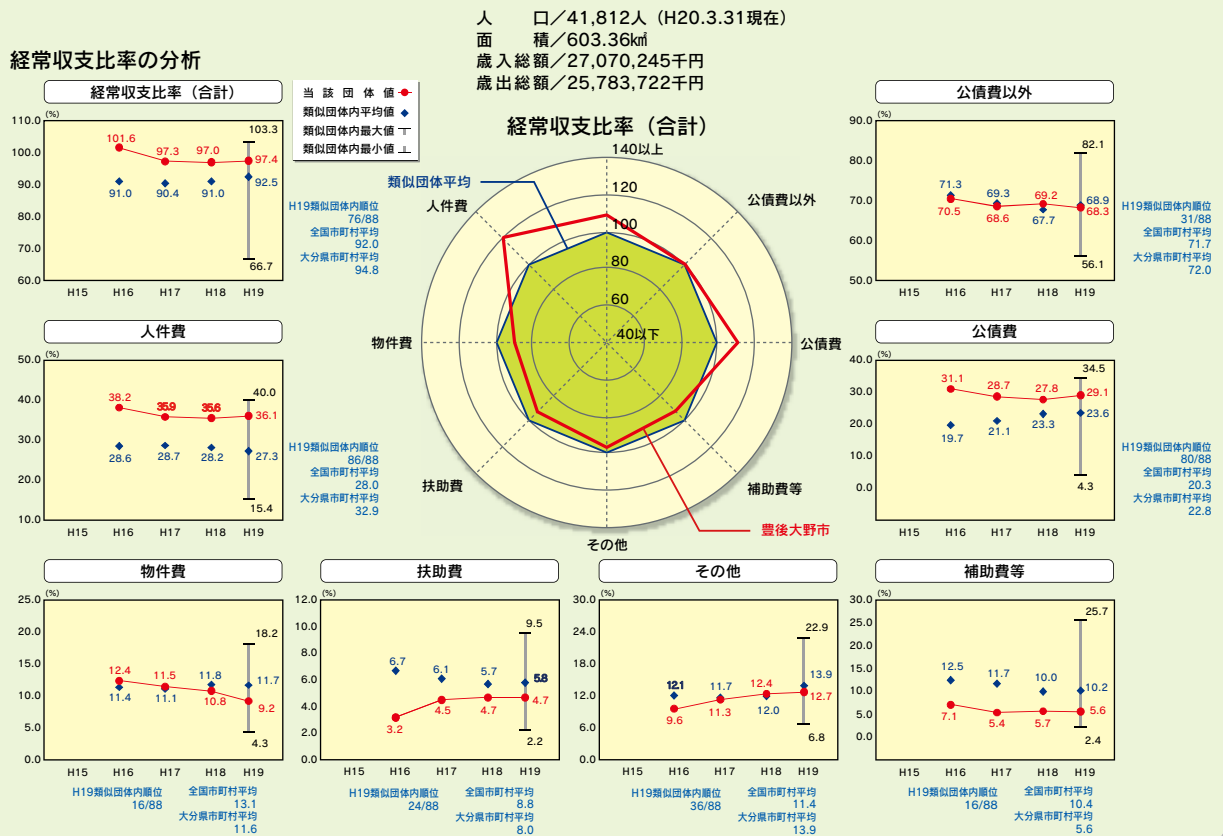 人　口／41,812人（H20.3.31現在）
面　積／603.36k㎡
歳入総額／27,070,245千円
歳出総額／25,783,722千円
経常収支比率の分析
経常収支比率（合計）
(%)
110.0
100.0
90.0
80.0
70.0
60.0
101.6
97.3
97.0
97.4
91.0
90.4
91.0
92.5
103.3
66.7
H15
H16
H17
H18
H19
H19類似団体内順位
76/88
全国市町村平均
92.0
大分県市町村平均
94.8
当該団体値
類似団体内平均値
類似団体内最大値
類似団体内最小値
経常収支比率（合計）
140以上
120
100
80
60
40以下
類似団体平均
人件費
公債費以外
物件費
公債費
扶助費
補助費等
その他
豊後大野市
公債費以外
(%)
90.0
80.0
70.0
60.0
50.0
71.3
69.3
69.2
68.9
70.5
68.6
67.7
68.3
82.1
56.1
H15
H16
H17
H18
H19
H19類似団体内順位
31/88
全国市町村平均
71.7
大分県市町村平均
72.0
人件費
(%)
50.0
40.0
30.0
20.0
10.0
38.2
35.9
35.6
36.1
28.6
28.7
28.2
27.3
40.0
15.4
H15
H16
H17
H18
H19
H19類似団体内順位
86/88
全国市町村平均
28.0
大分県市町村平均
32.9
公債費
(%)
40.0
30.0
20.0
10.0
0.0
31.1
28.7
27.8
29.1
19.7
21.1
23.3
23.6
34.5
4.3
H15
H16
H17
H18
H19
H19類似団体内順位
80/88
全国市町村平均
20.3
大分県市町村平均
22.8
物件費
(%)
25.0
20.0
15.0
10.0
5.0
0.0
12.4
11.5
11.8
11.7
11.4
11.1
10.8
9.2
18.2
4.3
H15
H16
H17
H18
H19
H19類似団体内順位
16/88
全国市町村平均
13.1
大分県市町村平均
11.6
扶助費
(%)
12.0
10.0
8.0
6.0
4.0
2.0
0.0
6.7
6.1
5.7
5.8
3.2
4.5
4.7
4.7
9.5
2.2
H15
H16
H17
H18
H19
H19類似団体内順位
24/88
全国市町村平均
8.8
大分県市町村平均
8.0
その他
(%)
30.0
24.0
18.0
12.0
6.0
0.0
12.1
11.7
12.4
13.9
9.6
11.3
12.0
12.7
22.9
6.8
H15
H16
H17
H18
H19
H19類似団体内順位
36/88
全国市町村平均
11.4
大分県市町村平均
13.9
補助費等
(%)
30.0
25.0
20.0
15.0
10.0
5.0
0.0
12.5
11.7
10.0
10.2
7.1
5.4
5.7
5.6
25.7
2.4
H15
H16
H17
H18
H19
H19類似団体内順位
16/88
全国市町村平均
10.4
大分県市町村平均
5.6